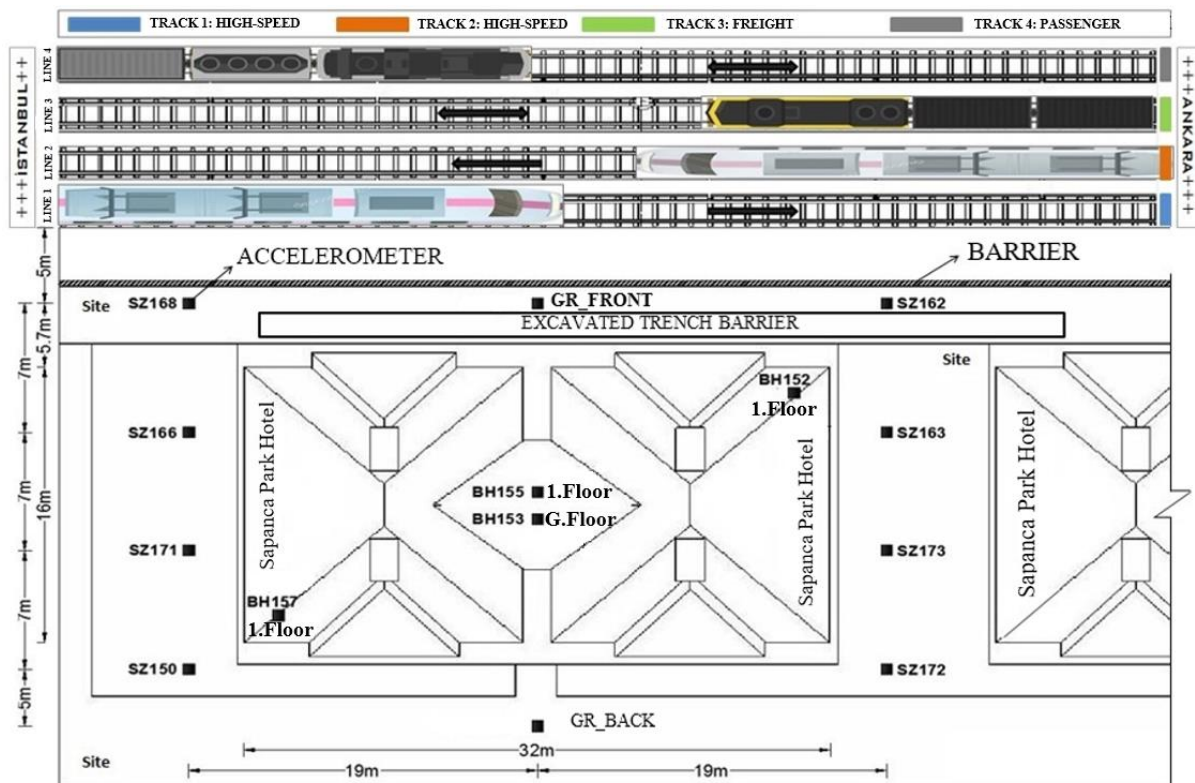 TRACK 1: HIGH-SPEED
TRACK 2: HIGH-SPEED
TRACK 3: FREIGHT
TRACK 4: PASSENGER
+++İSTANBUL++
LINE 4
LINE 3
LINE 2
LINE 1
+++ANKARA+++
5m
ACCELEROMETER
BARRIER
Site
SZ168
GR_FRONT
SZ162
EXCAVATED TRENCH BARRIER
5.7m
7m
Site
BH152
1.Floor
SZ166
Sapanca Park Hotel
SZ163
Sapanca Park Hotel
Sapanca Park Hotel
BH155
1.Floor
BH153
G.Floor
7m
16m
SZ171
SZ173
BH157
1.Floor
7m
SZ150
SZ172
5m
GR_BACK
32m
Site
19m
19m